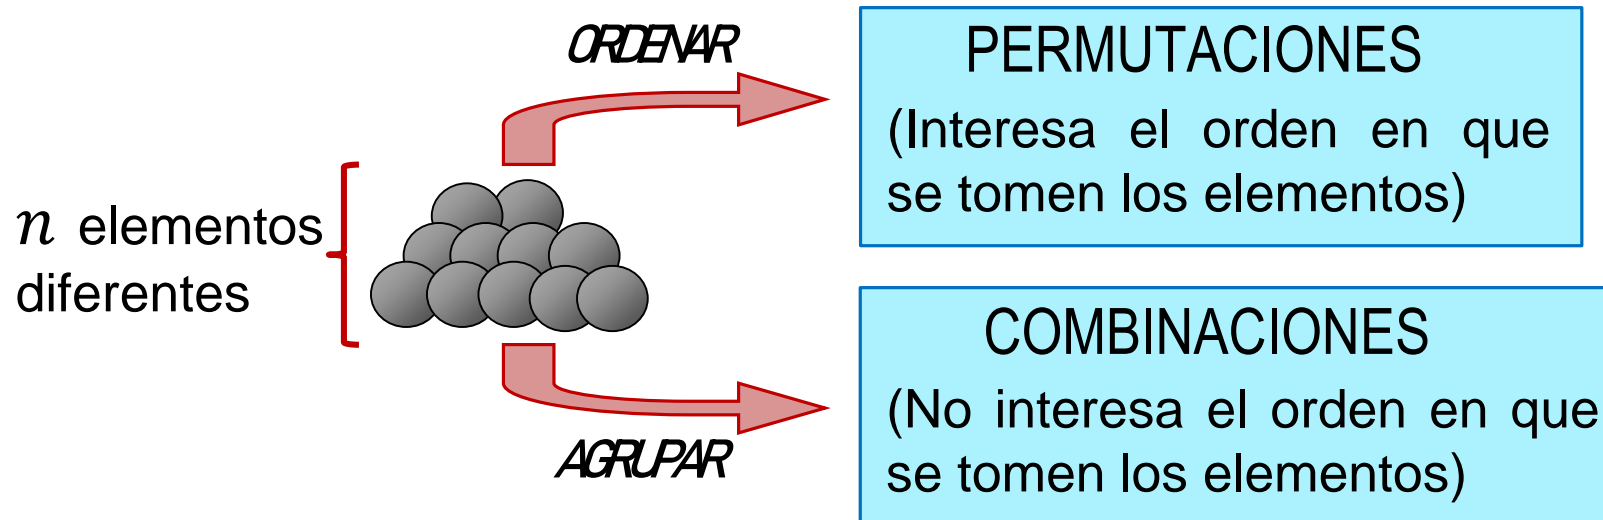 n elementos
diferentes
ORDENAR
PERMUTACIONES
(Interesa el orden en que
se tomen los elementos)
AGRUPAR
COMBINACIONES
(No interesa el orden en que
se tomen los elementos)